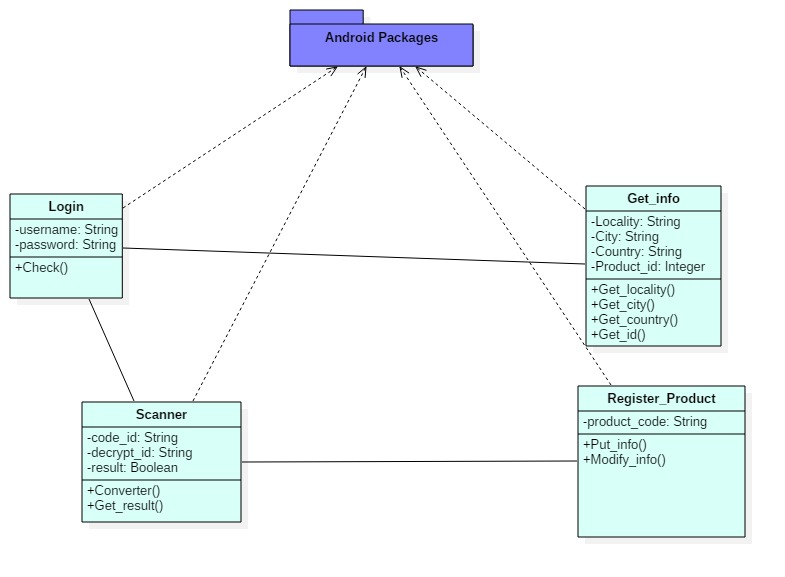 Android Packages
Login
-username: String
-password: String
+Check()
Get_info
-Locality: String
-City: String
-Country: String
-Product_id: Integer
+Get_locality()
+Get_city()
+Get_country()
+Get_id()
Scanner
-code_id: String
-decrypt_id: String
-result: Boolean
+Converter()
+Get_result()
Register_Product
-product_code: String
+Put_info()
+Modify_info()